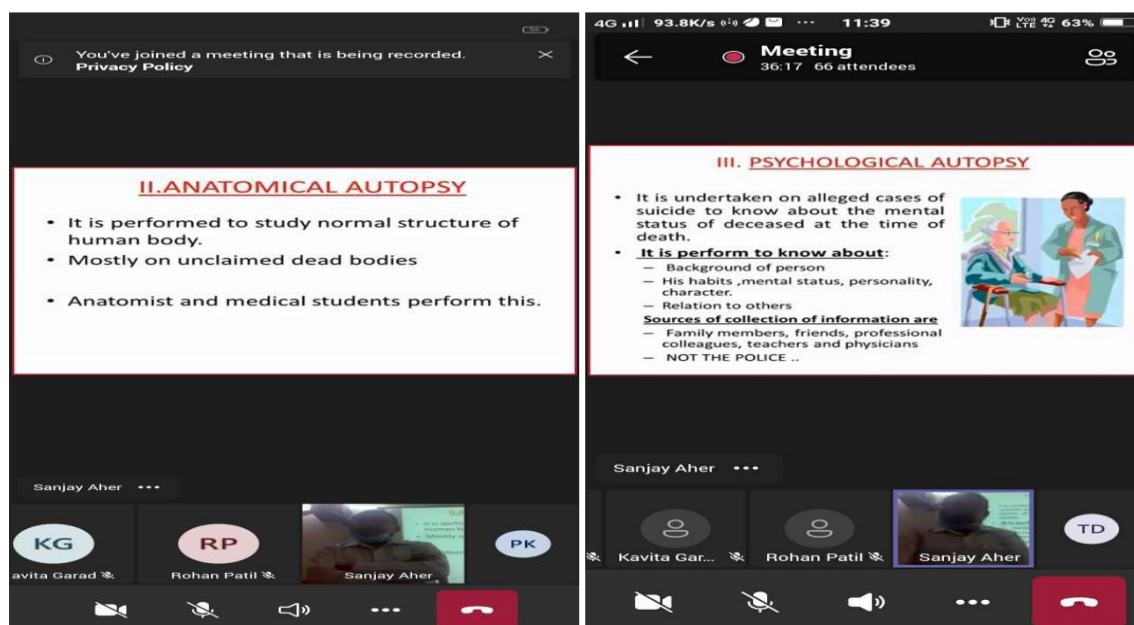 You've joined a meeting that is being recorded.
Privacy Policy
II.ANATOMICAL AUTOPSY
• It is performed to study normal structure of
human body.
• Mostly on unclaimed dead bodies
• Anatomist and medical students perform this.
Sanjay Aher •••
KG
RP
PK
avita Garad
Rohan Patil
Sanjay Aher
4G 93.8K/s ••• 11:39 VoD LTE 4G 63%
Meeting
36:17 66 attendees
III. PSYCHOLOGICAL AUTOPSY
• It is undertaken on alleged cases of
suicide to know about the mental
status of deceased at the time of
death.
• It is perform to know about:
– Background of person
– His habits ,mental status, personality,
character.
– Relation to others
Sources of collection of information are
– Family members, friends, professional
colleagues, teachers and physicians
– NOT THE POLICE ..
Sanjay Aher •••
TD
Kavita Gar...
Rohan Patil
Sanjay Aher